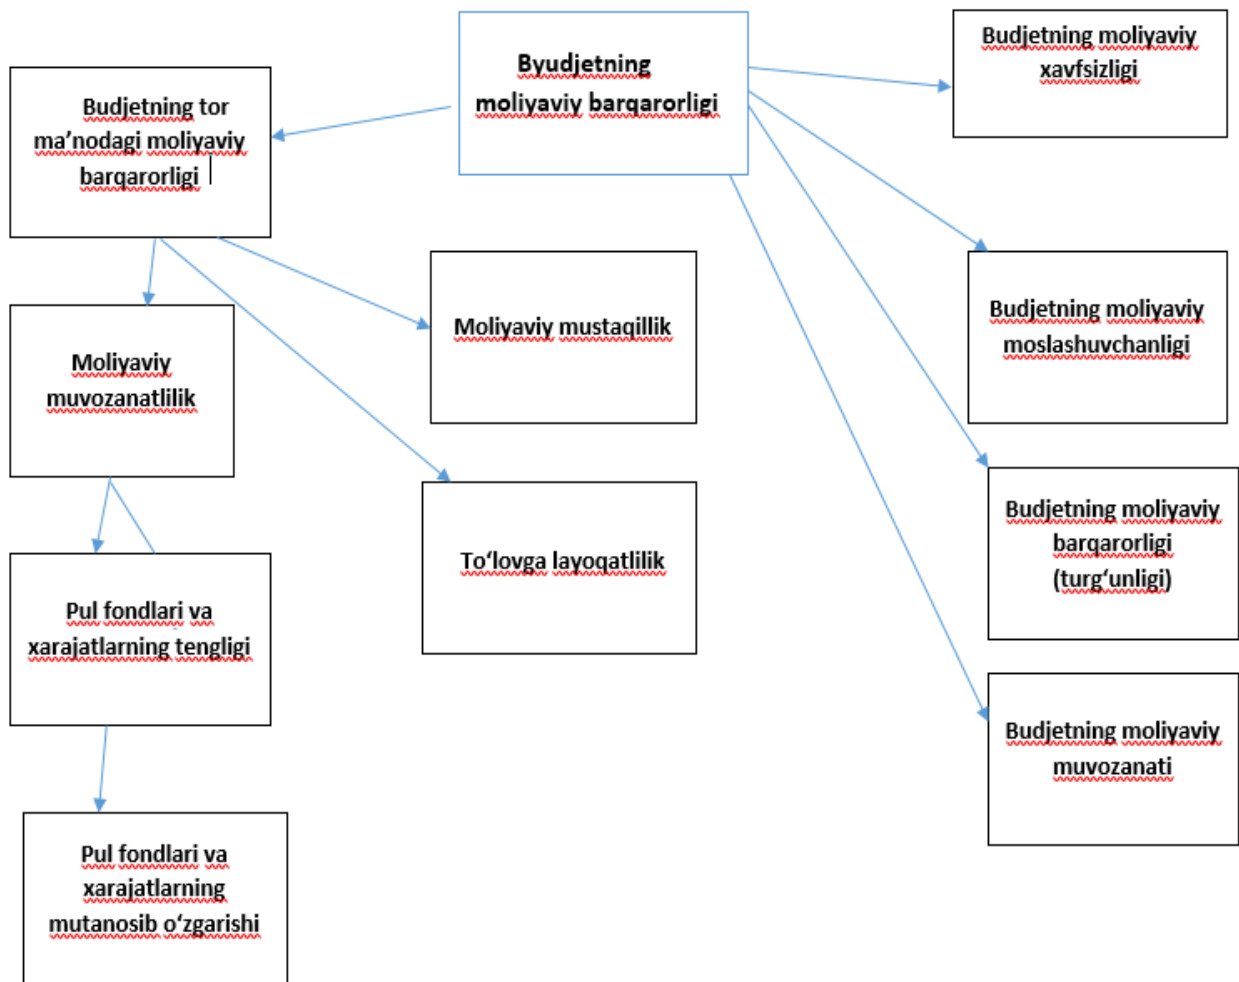 Byudjetning
moliyaviy barqarorligi
Budjetning moliyaviy
xavfsizligi
Budjetning tor
ma’nodagi moliyaviy
barqarorligi
Moliyaviy mustaqillik
Budjetning moliyaviy
moslashuvchanligi
Moliyaviy
muvozanatlilik
To‘lovga layoqatlilik
Budjetning moliyaviy
barqarorligi
(turg‘unligi)
Pul fondlari va
xarajatlarning tengligi
Budjetning moliyaviy
muvozanati
Pul fondlari va
xarajatlarning
mutanosib o‘zgarishi